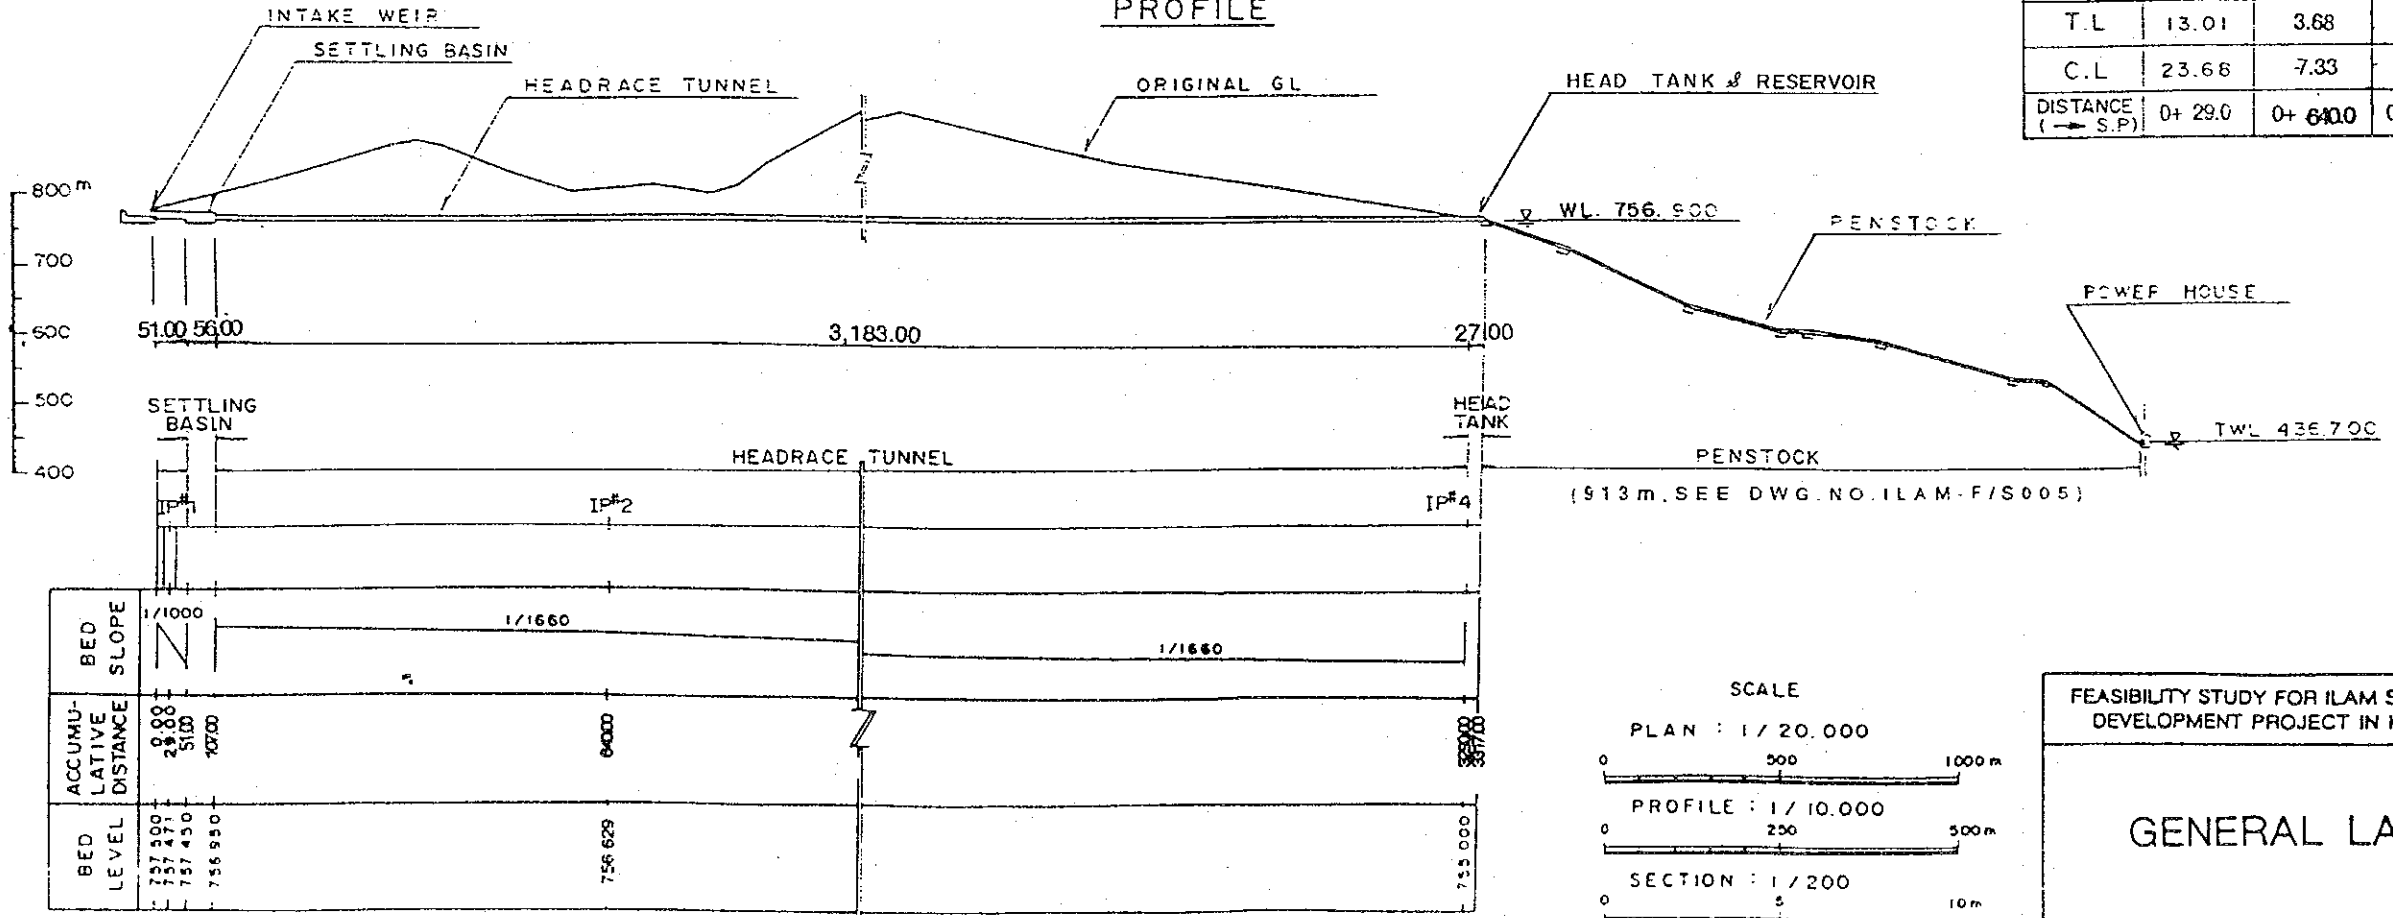 PROFILE
INTAKE WEIR
SETTLING BASIN
HEADRACE TUNNEL
ORIGINAL GL
HEAD TANK & RESERVOIR
T.L 13.01 3.68
C.L 23.68 -7.33
DISTANCE
(→ S.P) 0+ 29.0 0+ 640.0 0
800 m
700
600
500
400
WL. 756.900
PENSTOCK
POWER HOUSE
TWL 436.700
51.00 56.00 3,183.00 27.00
SETTLING
BASIN
HEAD
TANK
HEADRACE TUNNEL
PENSTOCK
(913m. SEE DWG. NO. ILAM-F/S005)
IP#1 IP#2 IP#4
BED
SLOPE
1/1000
1/1660
1/1660
ACCUMU-
LATIVE
DISTANCE
0.00
29.00
51.00
107.00
640.00
3317.00
BED
LEVEL
757 500
757 471
757 450
756 950
756 629
755 000
SCALE
PLAN : 1 / 20.000
0 500 1000 m
PROFILE : 1 / 10.000
0 250 500 m
SECTION : 1 / 200
0 5 10 m
FEASIBILITY STUDY FOR ILAM S
DEVELOPMENT PROJECT IN
GENERAL LA